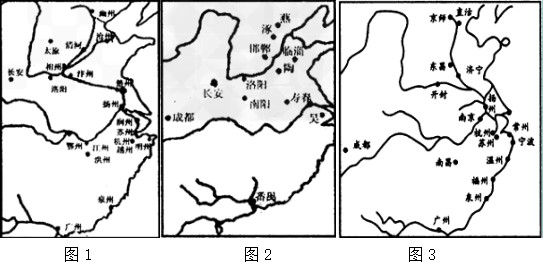 幽州
沧州
太原
清河
相州
汴州
长安
洛阳
楚州
扬州
润州
苏州
杭州
越州
明州
鄂州
江州
洪州
泉州
广州
图1
燕
涿
邯郸
临淄
陶
洛阳
长安
南阳
寿春
吴
成都
番禺
图2
京师
直沽
东昌
济宁
开封
扬州
南京
杭州
苏州
常州
宁波
成都
南昌
温州
福州
泉州
广州
图3